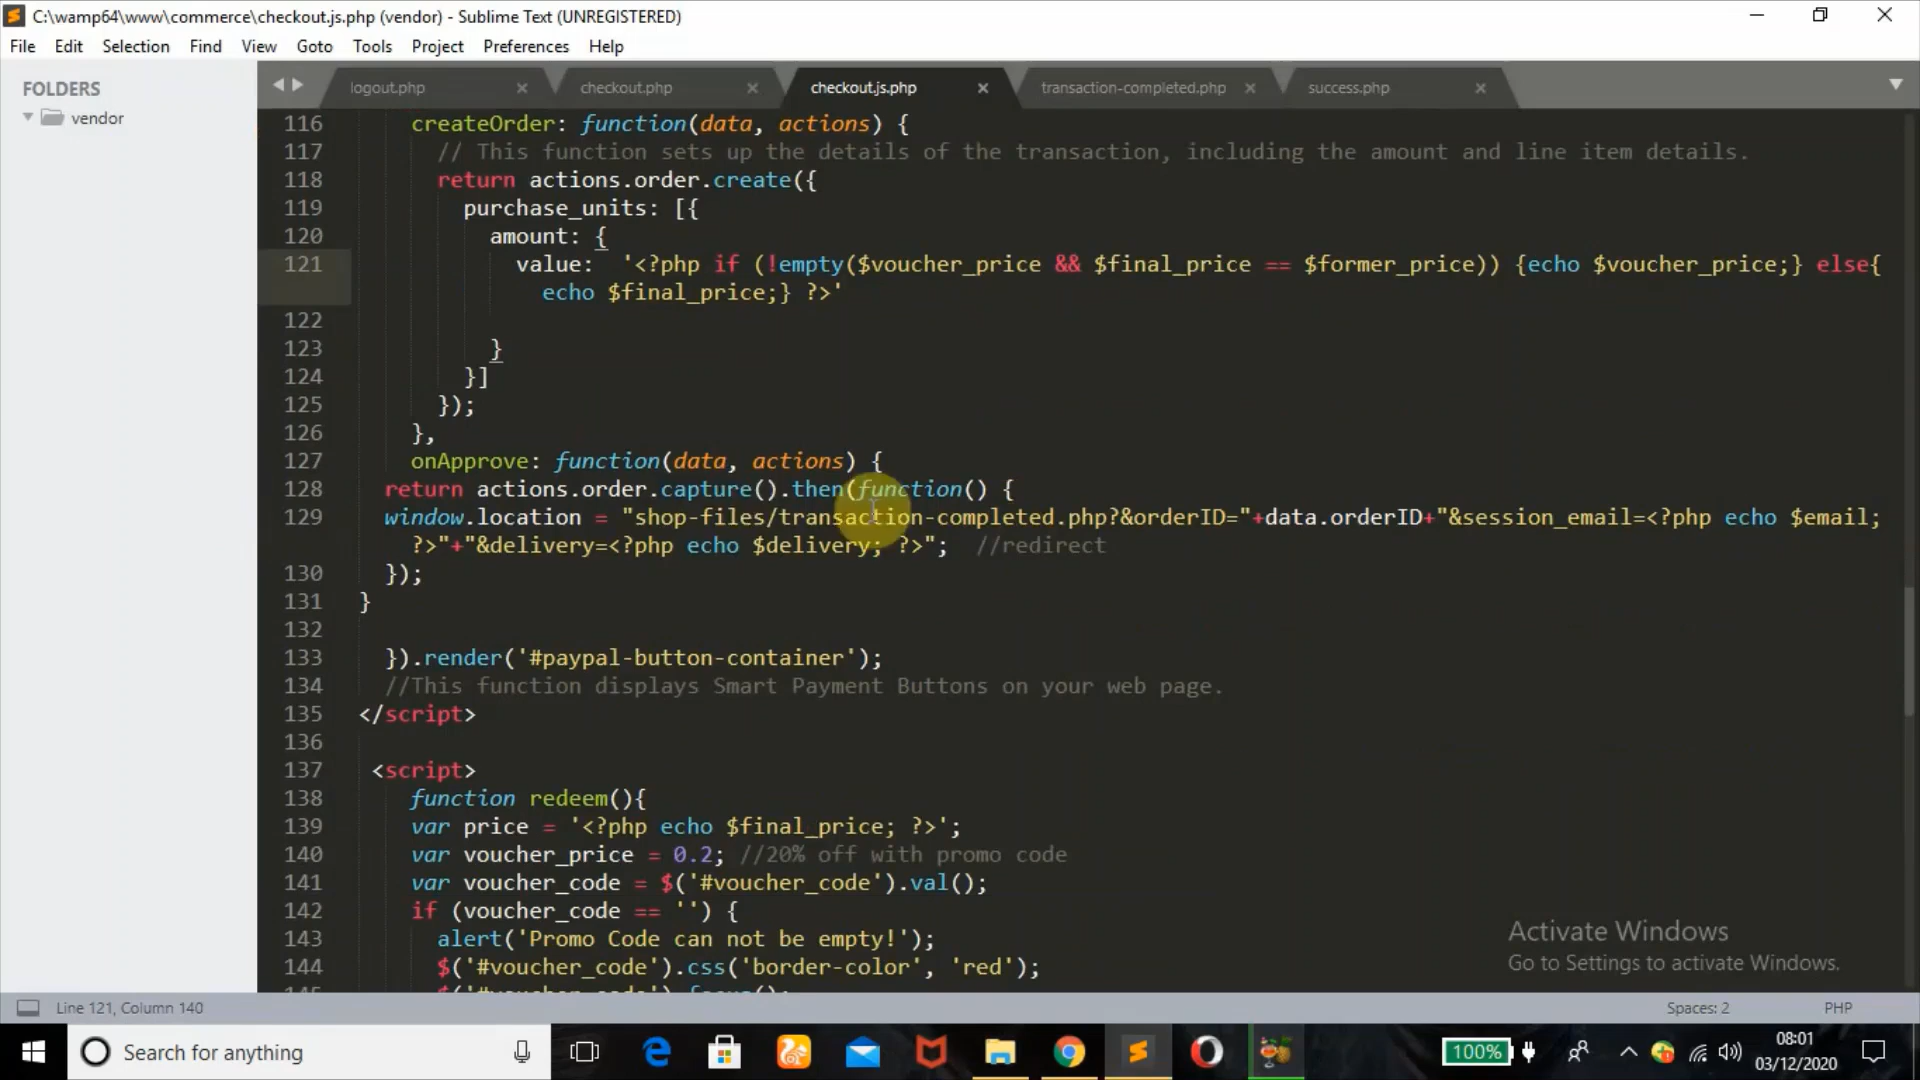 C:\wamp64\www\commerce\checkout.js.php (vendor) - Sublime Text (UNREGISTERED)
File Edit Selection Find View Goto Tools Project Preferences Help
FOLDERS
vendor
logout.php checkout.php checkout.js.php transaction-completed.php success.php
116 createOrder: function(data, actions) {
117 // This function sets up the details of the transaction, including the amount and line item details.
118 return actions.order.create({
119 purchase_units: [{
120 amount: {
121 value: '<?php if (!empty($voucher_price && $final_price == $former_price)) {echo $voucher_price;} else{
echo $final_price;} ?>'
122
123 }
124 }]
125 });
126 },
127 onApprove: function(data, actions) {
128 return actions.order.capture().then(function() {
129 window.location = "shop-files/transaction-completed.php?&orderID="+data.orderID+"&session_email=<?php echo $email;
?>"+"&delivery=<?php echo $delivery; ?>"; //redirect
130 });
131 }
132
133 }).render('#paypal-button-container');
134 //This function displays Smart Payment Buttons on your web page.
135 </script>
136
137 <script>
138 function redeem(){
139 var price = '<?php echo $final_price; ?>';
140 var voucher_price = 0.2; //20% off with promo code
141 var voucher_code = $('#voucher_code').val();
142 if (voucher_code == '') {
143 alert('Promo Code can not be empty!');
144 $('#voucher_code').css('border-color', 'red');
Activate Windows
Go to Settings to activate Windows.
Line 121, Column 140 Spaces: 2 PHP
Search for anything 100% 08:01
03/12/2020